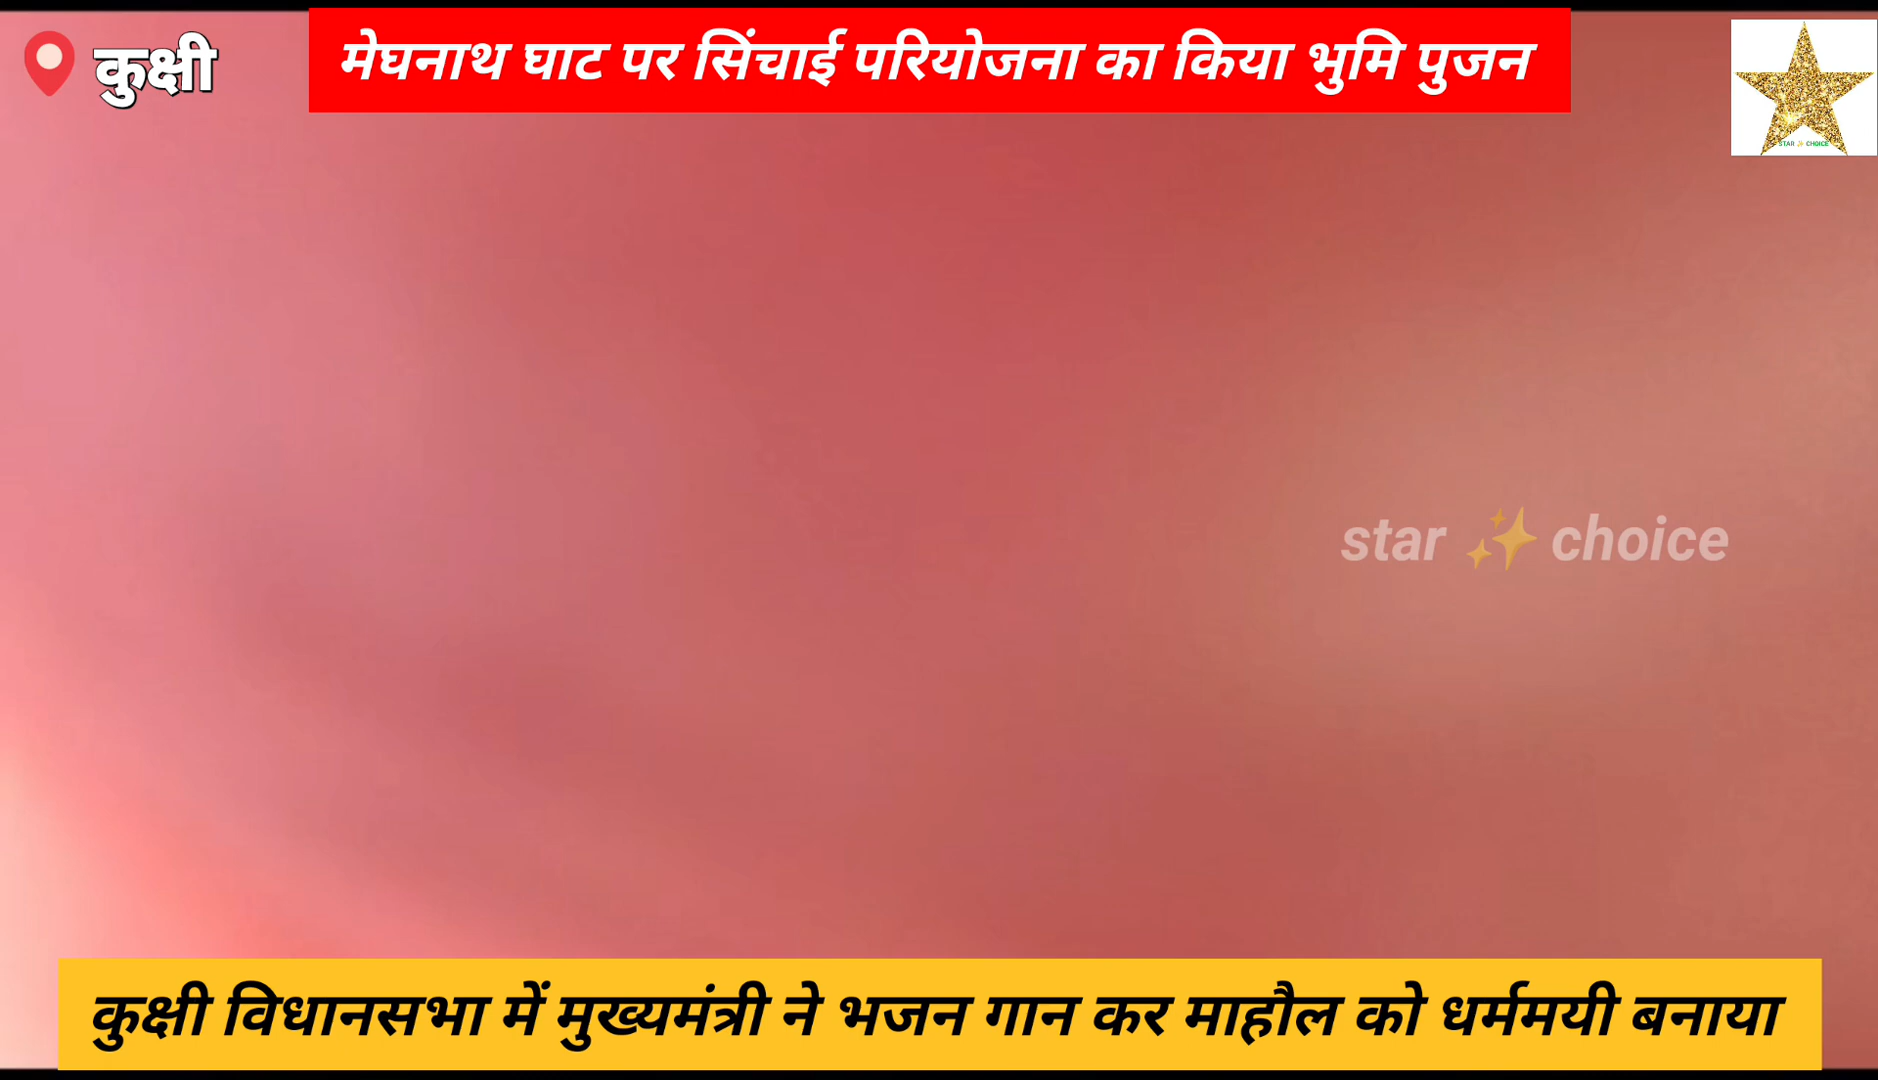 कुक्षी
मेघनाथ घाट पर सिंचाई परियोजना का किया भुमि पुजन
STAR ✨ CHOICE
star ✨ choice
कुक्षी विधानसभा में मुख्यमंत्री ने भजन गान कर माहौल को धर्ममयी बनाया